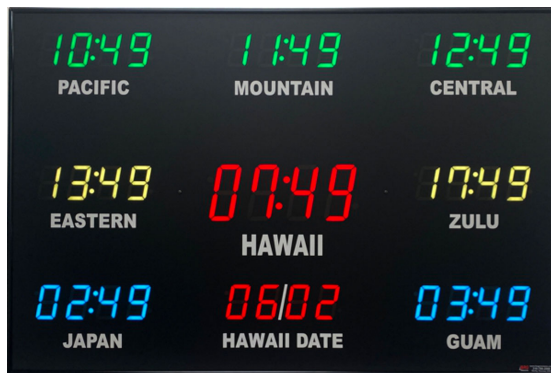 10:49 11:49 12:49
PACIFIC MOUNTAIN CENTRAL
13:49 07:49 17:49
EASTERN HAWAII ZULU
02:49 06/02 03:49
JAPAN HAWAII DATE GUAM